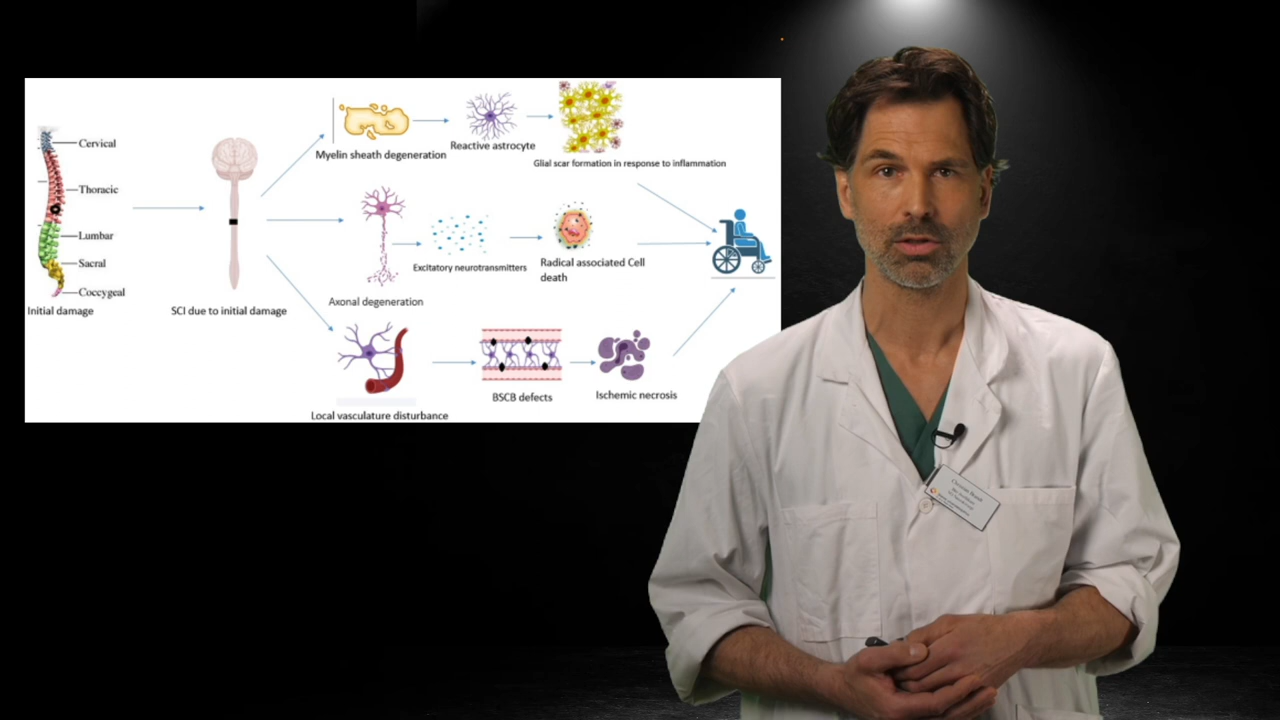 Cervical
Thoracic
Lumbar
Sacral
Coccygeal
Initial damage
SCI due to initial damage
Myelin sheath degeneration
Reactive astrocyte
Glial scar formation in response to inflammation
Axonal degeneration
Excitatory neurotransmitters
Radical associated Cell
death
Local vasculature disturbance
BSCB defects
Ischemic necrosis